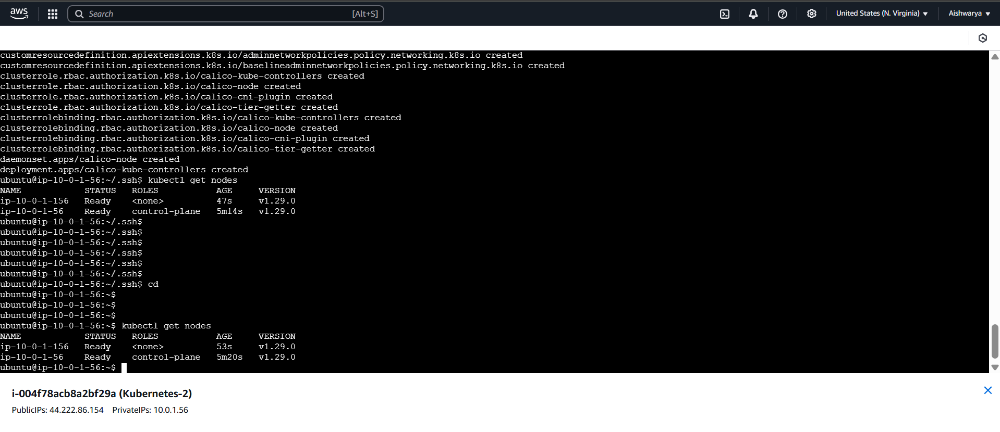 aws
Search [Alt+S]
United States (N. Virginia)
Aishwarya
customresourcedefinition.apiextensions.k8s.io/adminnetworkpolicies.policy.networking.k8s.io created
customresourcedefinition.apiextensions.k8s.io/baselineadminnetworkpolicies.policy.networking.k8s.io created
clusterrole.rbac.authorization.k8s.io/calico-kube-controllers created
clusterrole.rbac.authorization.k8s.io/calico-node created
clusterrole.rbac.authorization.k8s.io/calico-cni-plugin created
clusterrole.rbac.authorization.k8s.io/calico-tier-getter created
clusterrolebinding.rbac.authorization.k8s.io/calico-kube-controllers created
clusterrolebinding.rbac.authorization.k8s.io/calico-node created
clusterrolebinding.rbac.authorization.k8s.io/calico-cni-plugin created
clusterrolebinding.rbac.authorization.k8s.io/calico-tier-getter created
daemonset.apps/calico-node created
deployment.apps/calico-kube-controllers created
ubuntu@ip-10-0-1-56:~/.ssh$ kubectl get nodes
NAME STATUS ROLES AGE VERSION
ip-10-0-1-156 Ready <none> 47s v1.29.0
ip-10-0-1-56 Ready control-plane 5m14s v1.29.0
ubuntu@ip-10-0-1-56:~/.ssh$
ubuntu@ip-10-0-1-56:~/.ssh$
ubuntu@ip-10-0-1-56:~/.ssh$
ubuntu@ip-10-0-1-56:~/.ssh$
ubuntu@ip-10-0-1-56:~/.ssh$
ubuntu@ip-10-0-1-56:~/.ssh$
ubuntu@ip-10-0-1-56:~/.ssh$ cd
ubuntu@ip-10-0-1-56:~$
ubuntu@ip-10-0-1-56:~$
ubuntu@ip-10-0-1-56:~$
ubuntu@ip-10-0-1-56:~$ kubectl get nodes
NAME STATUS ROLES AGE VERSION
ip-10-0-1-156 Ready <none> 53s v1.29.0
ip-10-0-1-56 Ready control-plane 5m20s v1.29.0
ubuntu@ip-10-0-1-56:~$
i-004f78acb8a2bf29a (Kubernetes-2)
PublicIPs: 44.222.86.154 PrivateIPs: 10.0.1.56